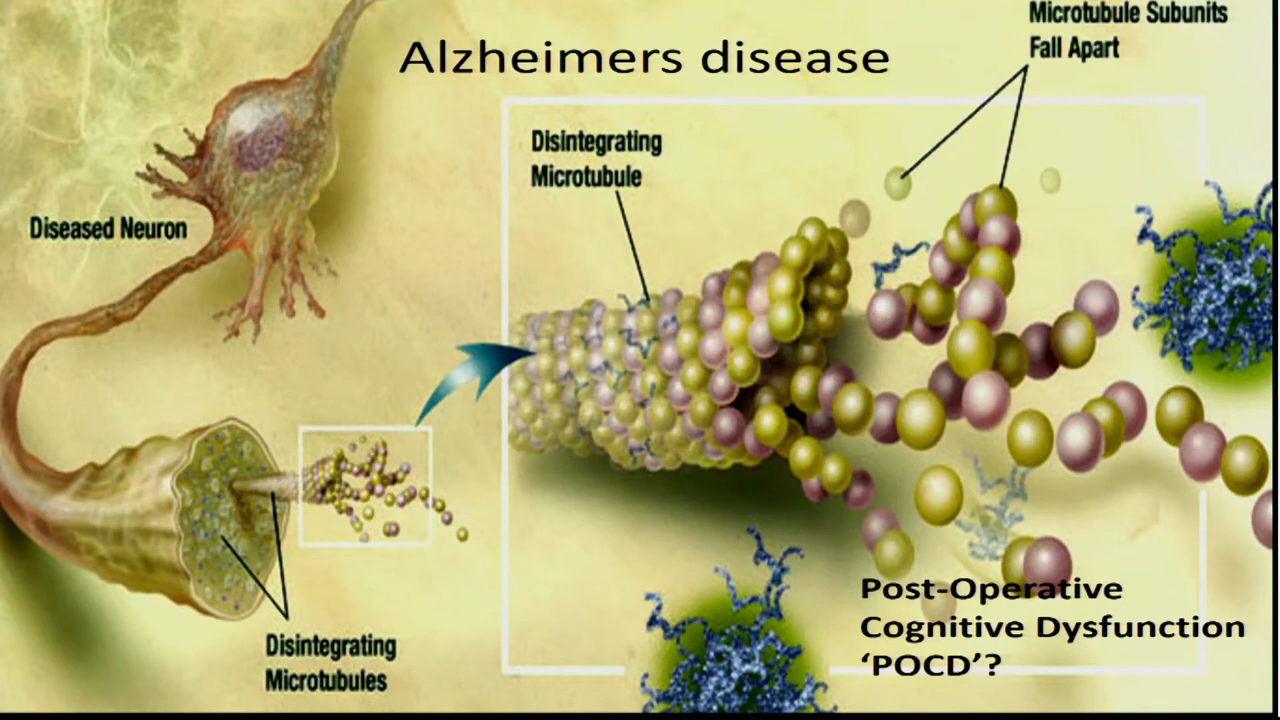 Microtubule Subunits
Fall Apart
Alzheimers disease
Disintegrating
Microtubule
Diseased Neuron
Post-Operative
Cognitive Dysfunction
‘POCD’?
Disintegrating
Microtubules